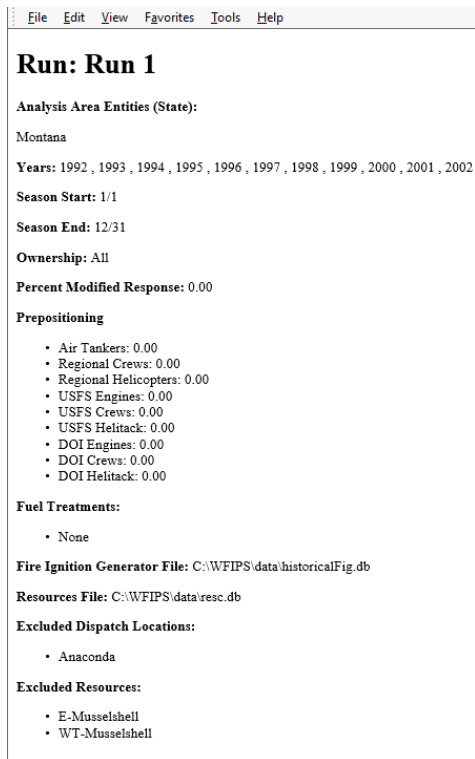 File Edit View Favorites Tools Help
Run: Run 1
Analysis Area Entities (State):
Montana
Years: 1992 , 1993 , 1994 , 1995 , 1996 , 1997 , 1998 , 1999 , 2000 , 2001 , 2002
Season Start: 1/1
Season End: 12/31
Ownership: All
Percent Modified Response: 0.00
Prepositioning
• Air Tankers: 0.00
• Regional Crews: 0.00
• Regional Helicopters: 0.00
• USFS Engines: 0.00
• USFS Crews: 0.00
• USFS Helitack: 0.00
• DOI Engines: 0.00
• DOI Crews: 0.00
• DOI Helitack: 0.00
Fuel Treatments:
• None
Fire Ignition Generator File: C:\WFIPS\data\historicalFig.db
Resources File: C:\WFIPS\data\resc.db
Excluded Dispatch Locations:
• Anaconda
Excluded Resources:
• E-Musselshell
• WT-Musselshell